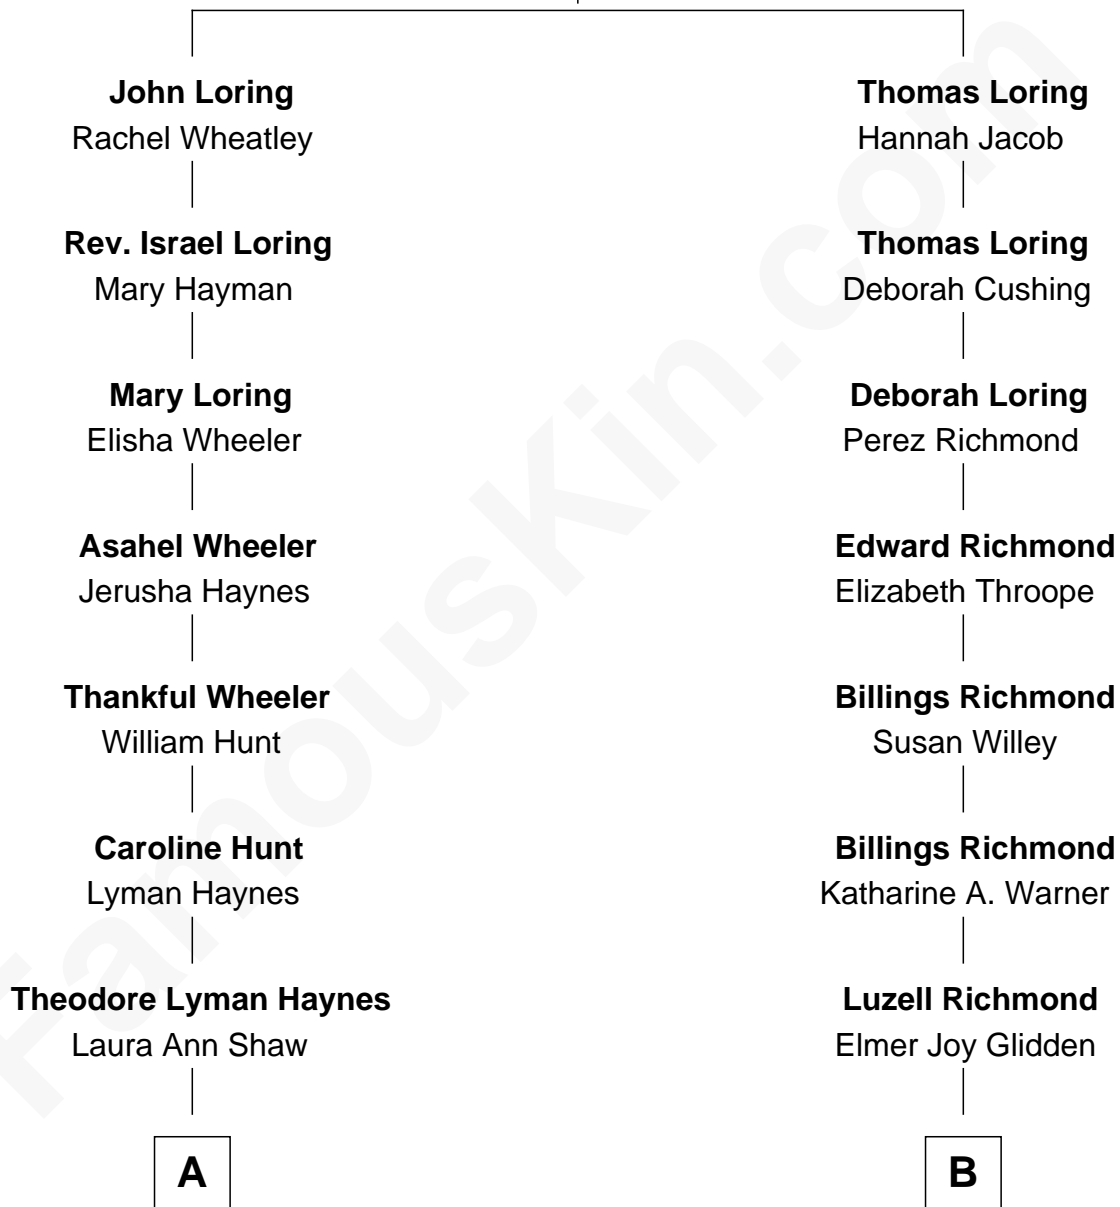 John Loring
Rachel Wheatley
Rev. Israel Loring
Mary Hayman
Mary Loring
Elisha Wheeler
Asahel Wheeler
Jerusha Haynes
Thankful Wheeler
William Hunt
Caroline Hunt
Lyman Haynes
Theodore Lyman Haynes
Laura Ann Shaw
A
Thomas Loring
Hannah Jacob
Thomas Loring
Deborah Cushing
Deborah Loring
Perez Richmond
Edward Richmond
Elizabeth Throope
Billings Richmond
Susan Willey
Billings Richmond
Katharine A. Warner
Luzell Richmond
Elmer Joy Glidden
B
FamousKin.com